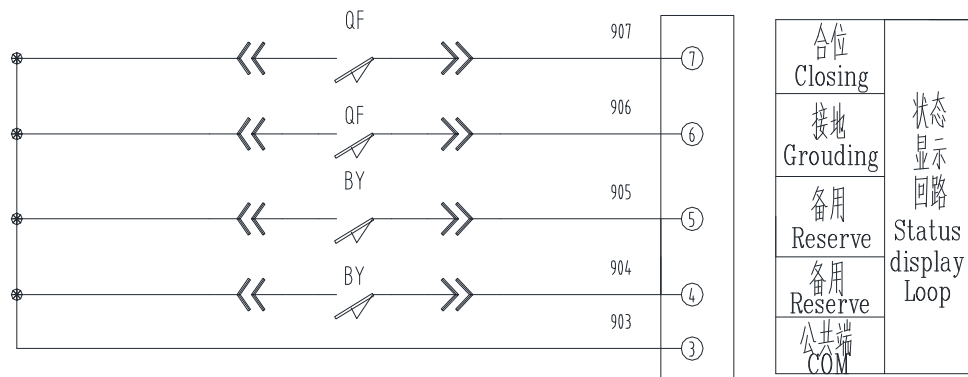 QF
907
7
QF
906
6
BY
905
5
BY
904
4
903
3
合位
Closing
接地
Grouding
备用
Reserve
备用
Reserve
公共端
COM
状态
显示
回路
Status
display
Loop